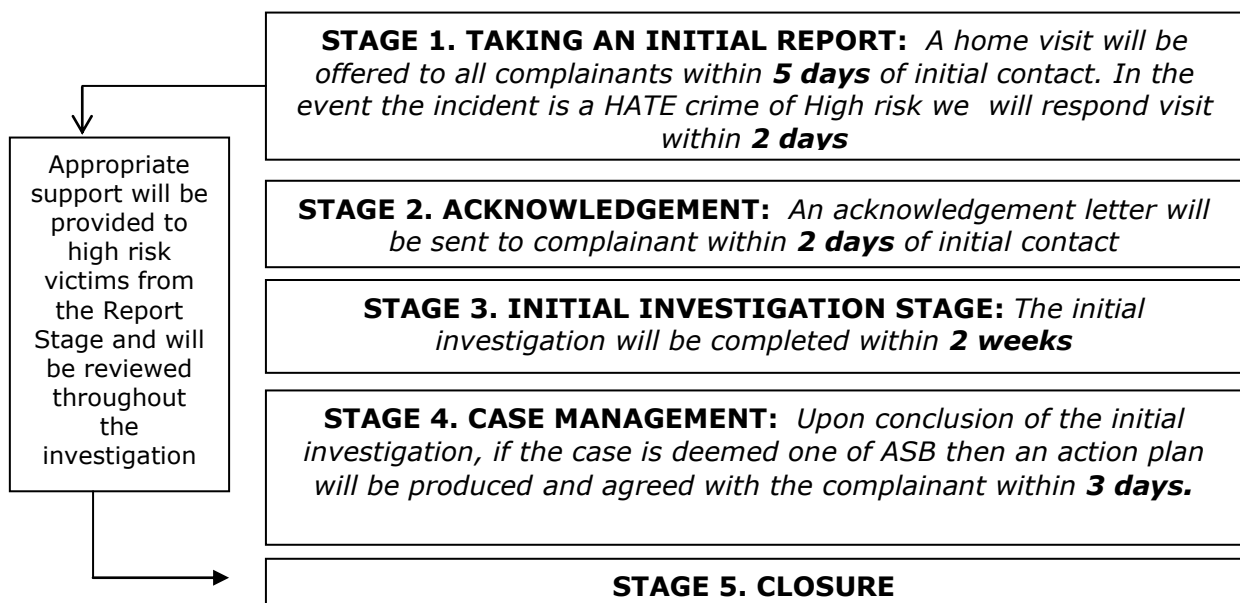 STAGE 1. TAKING AN INITIAL REPORT: A home visit will be
offered to all complainants within 5 days of initial contact. In the
event the incident is a HATE crime of High risk we will respond visit
within 2 days
Appropriate
support will be
provided to
high risk
victims from
the Report
Stage and will
be reviewed
throughout
the
investigation
STAGE 2. ACKNOWLEDGEMENT: An acknowledgement letter will
be sent to complainant within 2 days of initial contact
STAGE 3. INITIAL INVESTIGATION STAGE: The initial
investigation will be completed within 2 weeks
STAGE 4. CASE MANAGEMENT: Upon conclusion of the initial
investigation, if the case is deemed one of ASB then an action plan
will be produced and agreed with the complainant within 3 days.
STAGE 5. CLOSURE